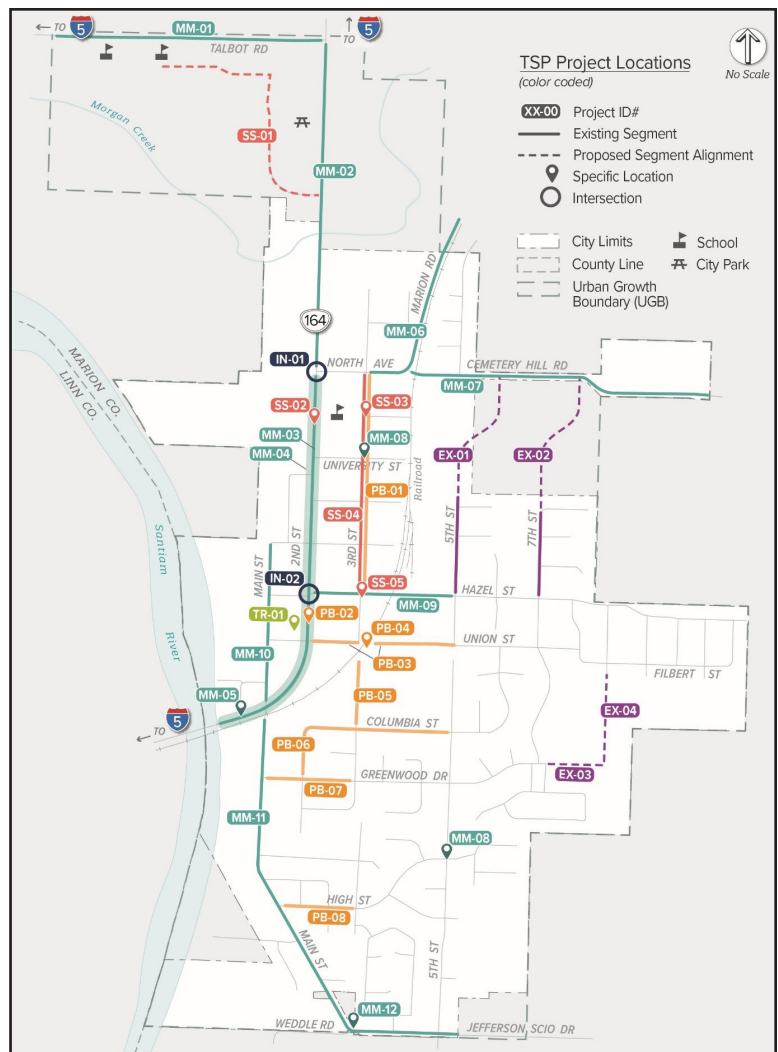 ← TO
5
MM-01
↑
TO
5
TALBOT RD
Morgan Creek
SS-01
MM-02
TSP Project Locations
(color coded)
No Scale
XX-00 Project ID#
Existing Segment
Proposed Segment Alignment
Specific Location
Intersection
City Limits
School
County Line
City Park
Urban Growth
Boundary (UGB)
MARION RD
164
MM-06
IN-01
NORTH AVE
CEMETERY HILL RD
MM-07
MARION CO.
LINN CO.
SS-02
SS-03
MM-03
MM-08
MM-04
UNIVERSITY ST
EX-01
EX-02
Railroad
PB-01
SS-04
2ND ST
3RD ST
5TH ST
7TH ST
Santiam
River
MAIN ST
IN-02
SS-05
MM-09
HAZEL ST
TR-01
PB-02
PB-04
UNION ST
MM-10
PB-03
FILBERT ST
MM-05
PB-05
EX-04
5
← TO
COLUMBIA ST
PB-06
GREENWOOD DR
EX-03
PB-07
MM-11
MM-08
HIGH ST
PB-08
MAIN ST
5TH ST
MM-12
WEDDLE RD
JEFFERSON SCIO DR